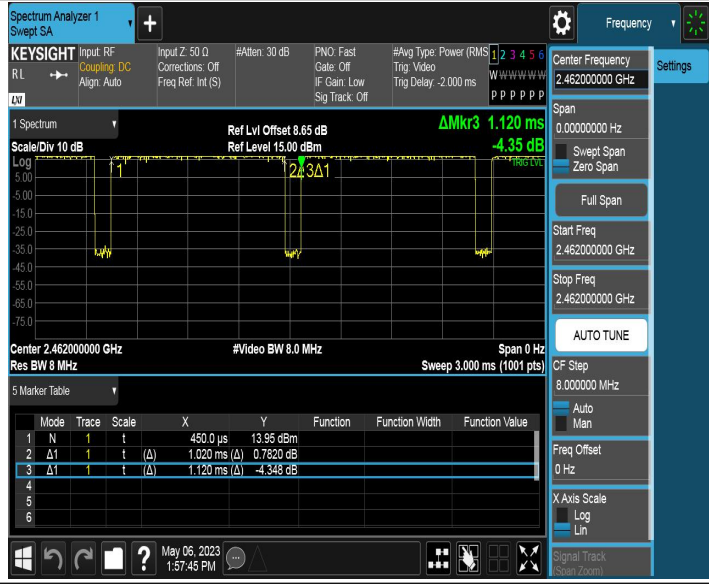 Spectrum Analyzer 1
Swept SA
Frequency
KEYSIGHT Input: RF Input Z: 50 Ω #Atten: 30 dB PNO: Fast #Avg Type: Power (RMS 1 2 3 4 5 6
RL Coupling: DC Corrections: Off Gate: Off Trig: Video W W W W W W
Align: Auto Freq Ref: Int (S) IF Gain: Low Trig Delay: -2.000 ms
LXI Sig Track: Off P P P P P P
1 Spectrum
Scale/Div 10 dB
Ref Lvl Offset 8.65 dB
Ref Level 15.00 dBm
ΔMkr3 1.120 ms
-4.35 dB
Log
TRIG LVL
1
2Δ 3Δ1
5.00
-5.00
-15.0
-25.0
-35.0
-45.0
-55.0
-65.0
-75.0
Center 2.462000000 GHz #Video BW 8.0 MHz Span 0 Hz
Res BW 8 MHz Sweep 3.000 ms (1001 pts)
5 Marker Table
Mode Trace Scale X Y Function Function Width Function Value
1 N 1 t 450.0 µs 13.95 dBm
2 Δ1 1 t (Δ) 1.020 ms (Δ) 0.7820 dB
3 Δ1 1 t (Δ) 1.120 ms (Δ) -4.348 dB
4
5
6
? May 06, 2023
1:57:45 PM
Center Frequency
2.462000000 GHz
Settings
Span
0.00000000 Hz
Swept Span
Zero Span
Full Span
Start Freq
2.462000000 GHz
Stop Freq
2.462000000 GHz
AUTO TUNE
CF Step
8.000000 MHz
Auto
Man
Freq Offset
0 Hz
X Axis Scale
Log
Lin
Signal Track
(Span Zoom)